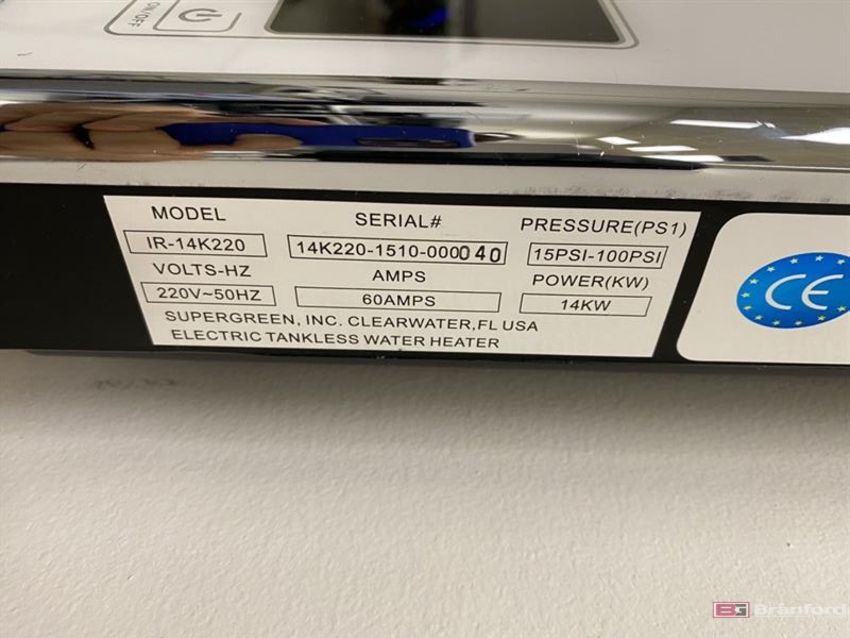 ON/OFF
MODEL SERIAL# PRESSURE(PS1)
IR-14K220 14K220-1510-000040 15PSI-100PSI
VOLTS-HZ AMPS POWER(KW)
220V~50HZ 60AMPS 14KW
SUPERGREEN, INC. CLEARWATER,FL USA
ELECTRIC TANKLESS WATER HEATER
CE
BG Branford